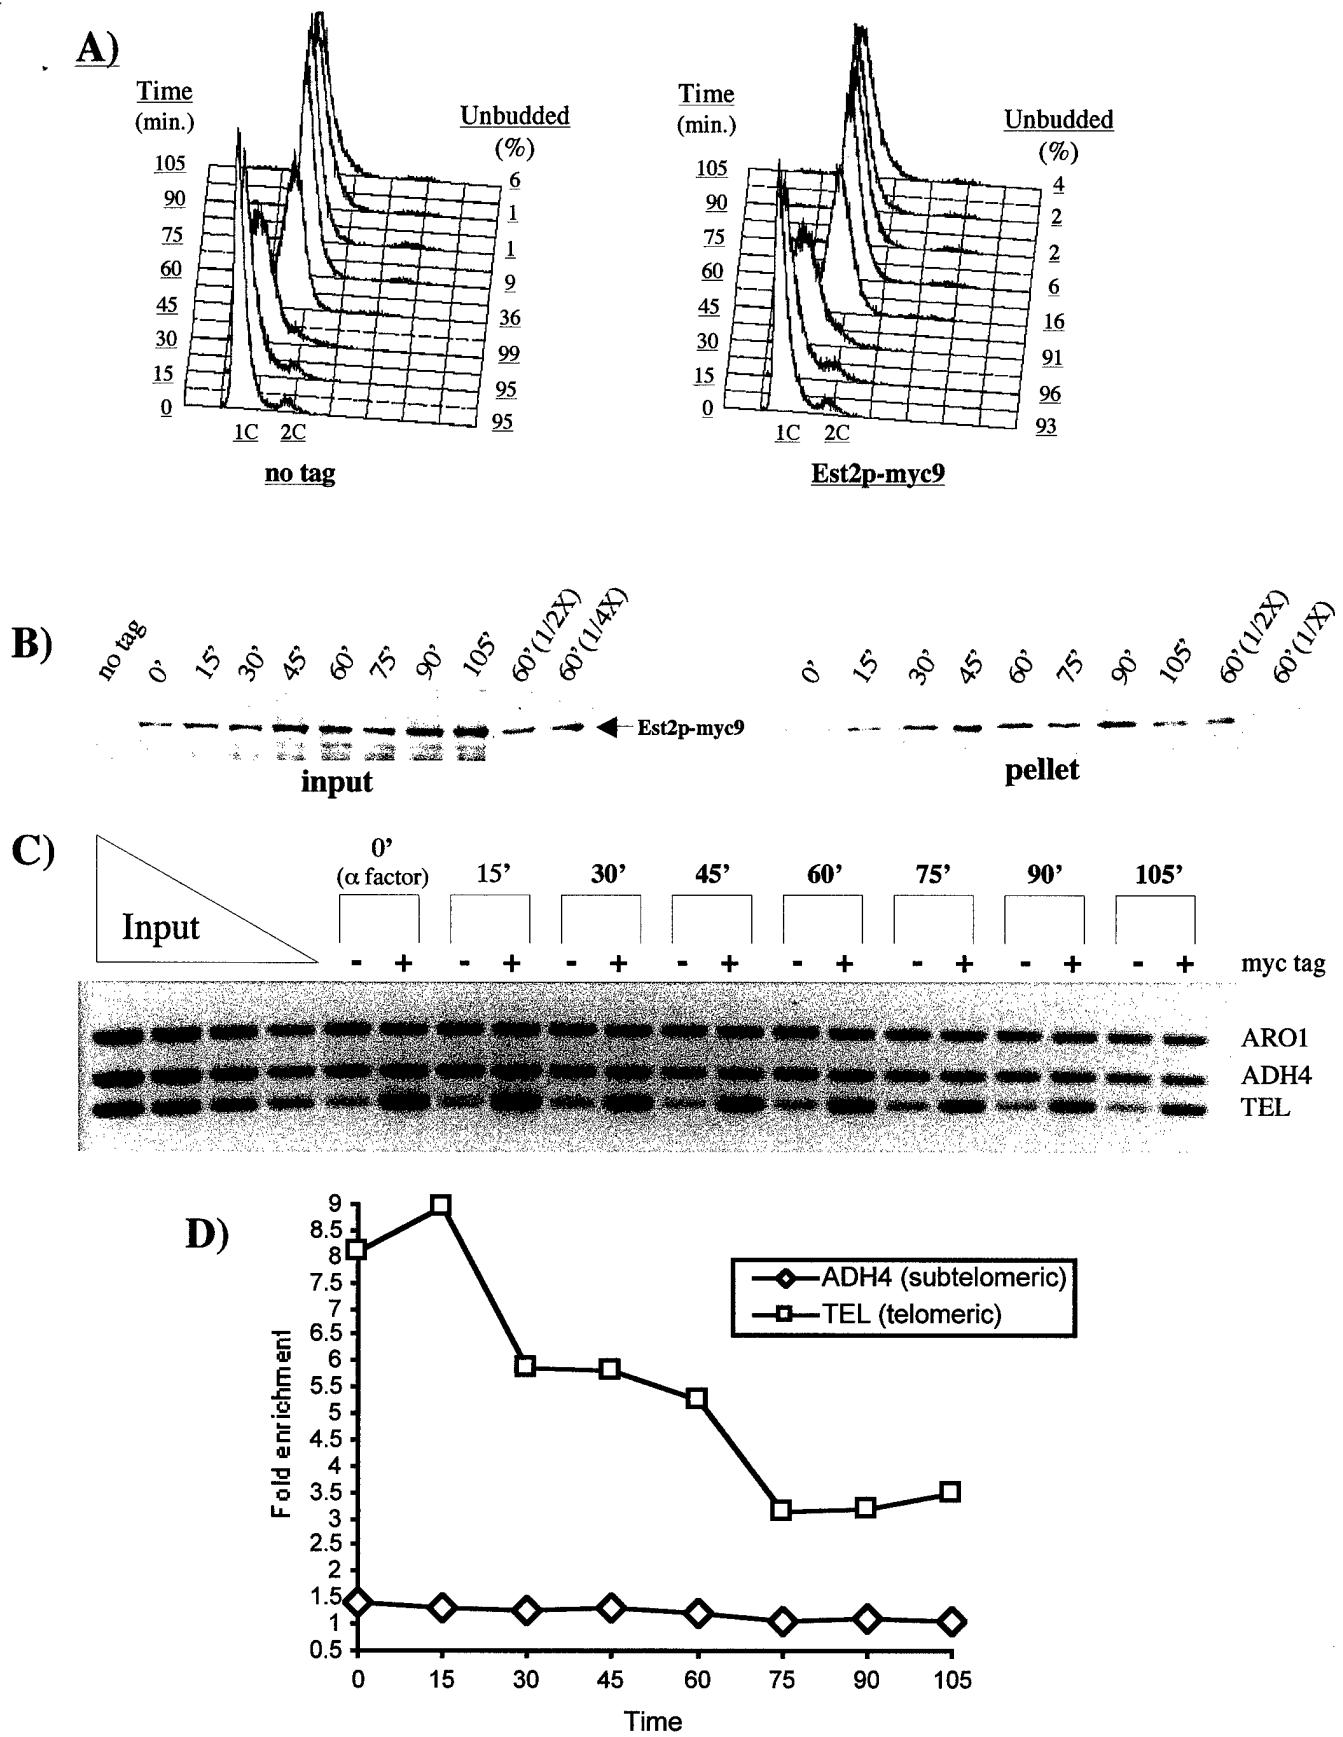 A)
Time
(min.)
Unbudded
(%)
105
90
75
60
45
30
15
0
6
1
1
9
36
99
95
95
1C 2C
no tag
Time
(min.)
Unbudded
(%)
105
90
75
60
45
30
15
0
4
2
2
6
16
91
96
93
1C 2C
Est2p-myc9
B)
no tag 0' 15' 30' 45' 60' 75' 90' 105' 60'(1/2X) 60'(1/4X)
Est2p-myc9
input
0' 15' 30' 45' 60' 75' 90' 105' 60'(1/2X) 60'(1/X)
pellet
C)
Input
0'
(α factor) 15' 30' 45' 60' 75' 90' 105'
- + - + - + - + - + - + - + - + myc tag
ARO1
ADH4
TEL
D)
Fold enrichment
9
8.5
8
7.5
7
6.5
6
5.5
5
4.5
4
3.5
3
2.5
2
1.5
1
0.5
ADH4 (subtelomeric)
TEL (telomeric)
0 15 30 45 60 75 90 105
Time